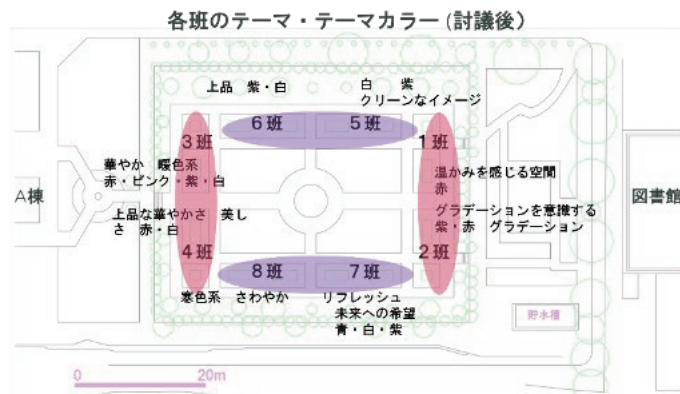 各班のテーマ・テーマカラー(討議後)
上品 紫・白
白 紫
クリーンなイメージ
6班
5班
3班
1班
華やか 暖色系
赤・ピンク・紫・白
温かみを感じる空間
赤
A棟
図書館
上品な華やかさ 美し
さ 赤・白
グラデーションを意識する
紫・赤 グラデーション
4班
2班
8班
7班
寒色系 さわやか
リフレッシュ
未来への希望
青・白・紫
貯水槽
0
20m